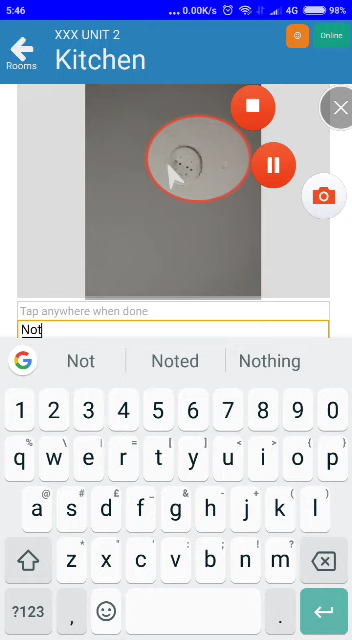 5:46 ... 0.00K/s 4G 98%
XXX UNIT 2
Kitchen
Rooms
Online
Tap anywhere when done
Not
Not Noted Nothing
1 2 3 4 5 6 7 8 9 0
% \ | = [ ] < > { }
q w e r t y u i o p
@ # £ _ & - + ( )
a s d f g h j k l
* " ' : ; ! ?
z x c v b n m
?123 , .